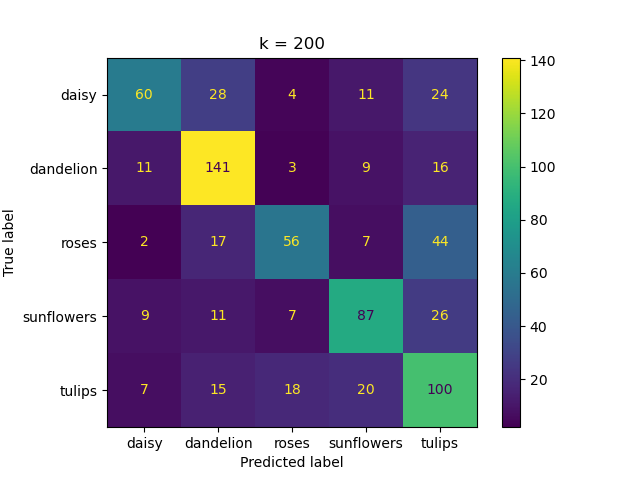 k = 200
True label
daisy 60 28 4 11 24
dandelion 11 141 3 9 16
roses 2 17 56 7 44
sunflowers 9 11 7 87 26
tulips 7 15 18 20 100
daisy dandelion roses sunflowers tulips
Predicted label
140
120
100
80
60
40
20